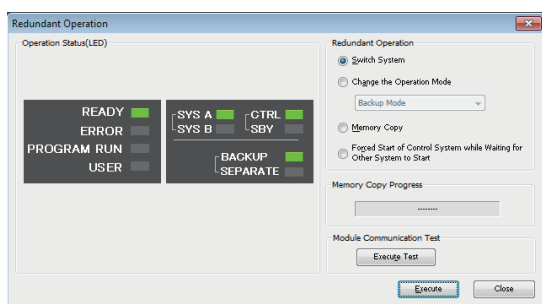 Redundant Operation
Operation Status(LED)
READY
ERROR
PROGRAM RUN
USER
SYS A
SYS B
CTRL
SBY
BACKUP
SEPARATE
Redundant Operation
Switch System
Change the Operation Mode
Backup Mode
Memory Copy
Forced Start of Control System while Waiting for
Other System to Start
Memory Copy Progress
--------
Module Communication Test
Execute Test
Execute
Close